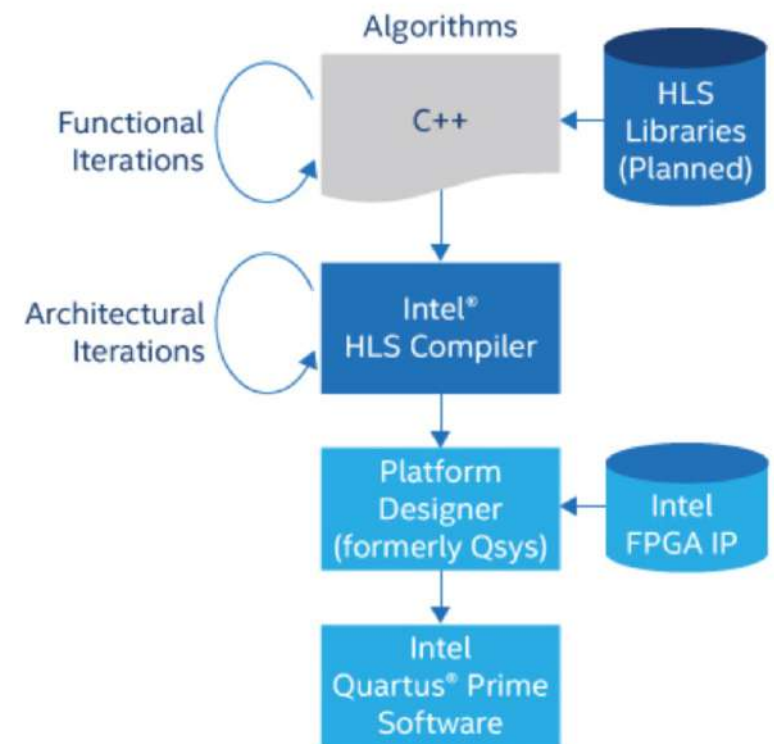 Algorithms
C++
HLS
Libraries
(Planned)
Functional
Iterations
Intel®
HLS Compiler
Architectural
Iterations
Platform
Designer
(formerly Qsys)
Intel
FPGA IP
Intel
Quartus® Prime
Software